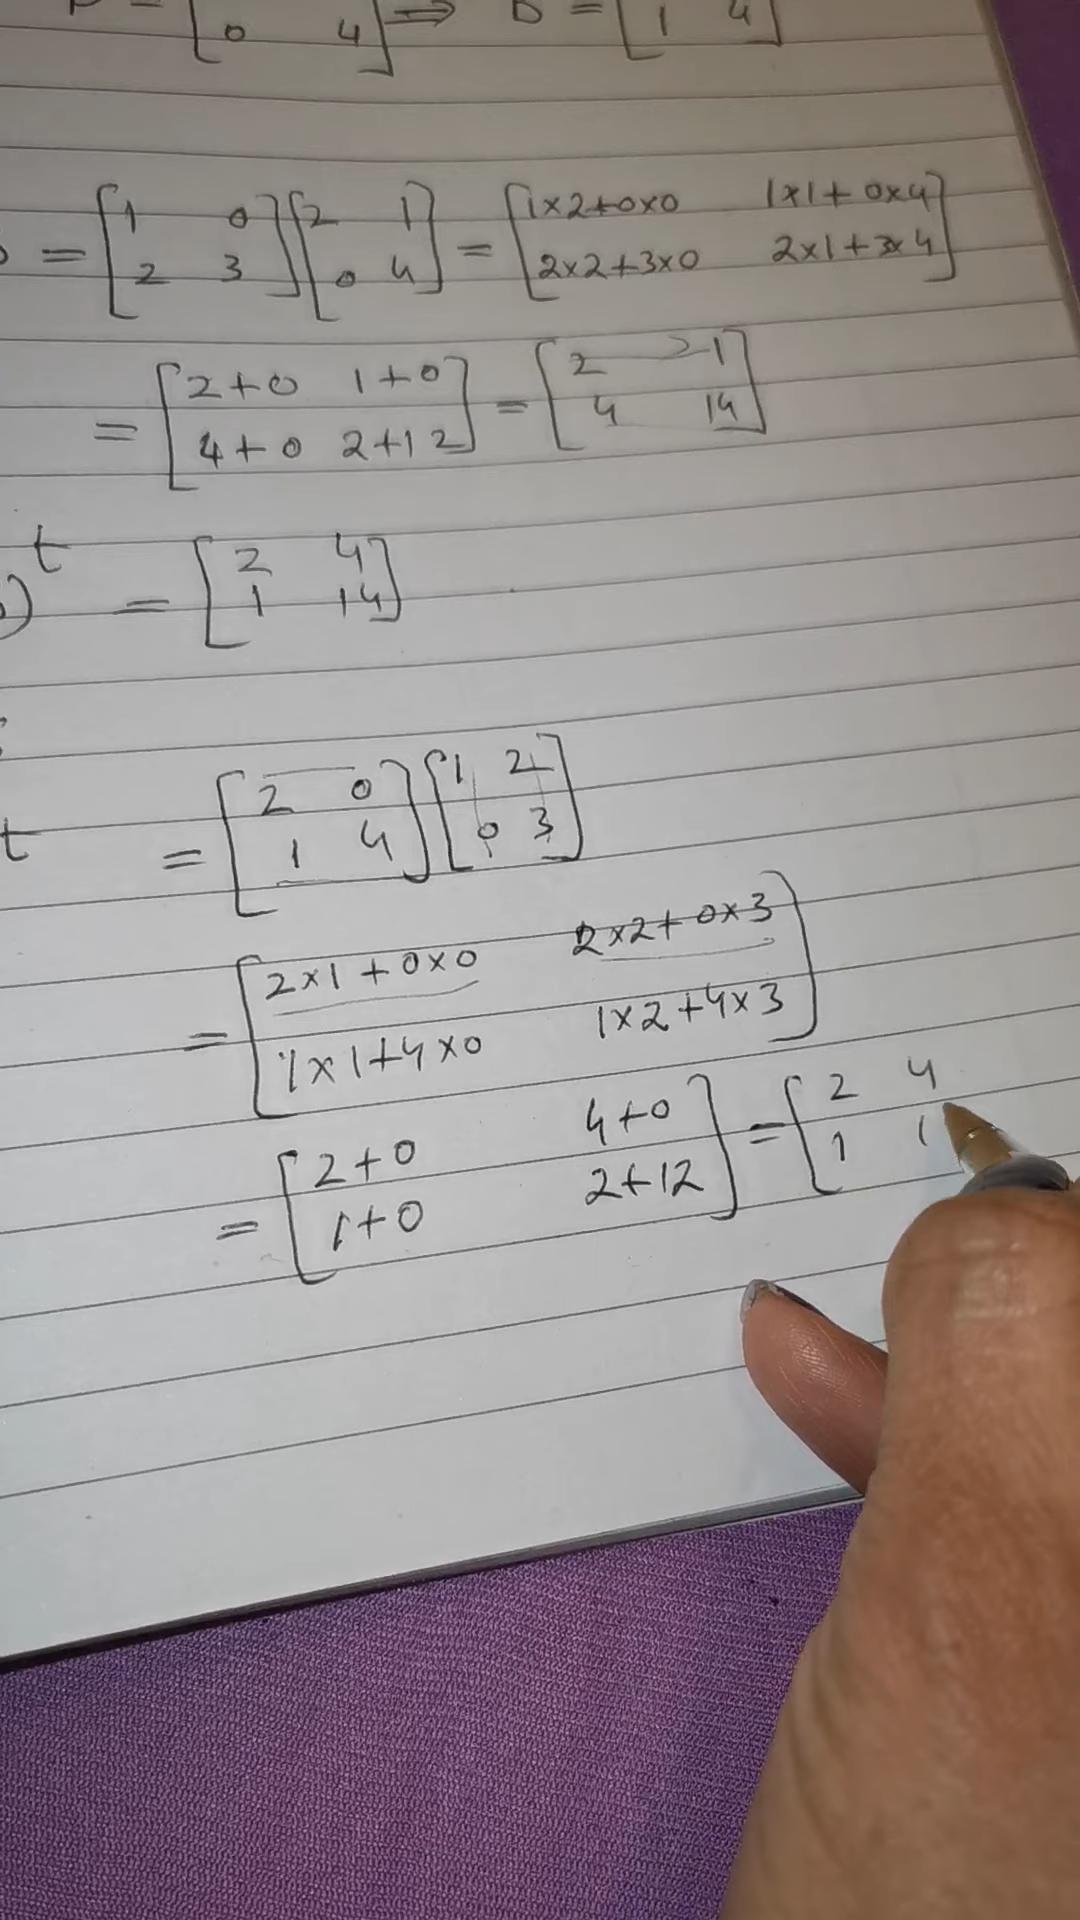 [0 4] ⇒ = [1 4]
= [1 0
2 3] [2 1
0 4] = [1×2+0×0 1×1+0×4
2×2+3×0 2×1+3×4]
= [2+0 1+0
4+0 2+12] = [2 1
4 14]
)^t = [2 4
1 14]
t = [2 0
1 4] [1 2
0 3]
= [2×1+0×0 2×2+0×3
1×1+4×0 1×2+4×3]
= [2+0 4+0
1+0 2+12] = [2 4
1 1